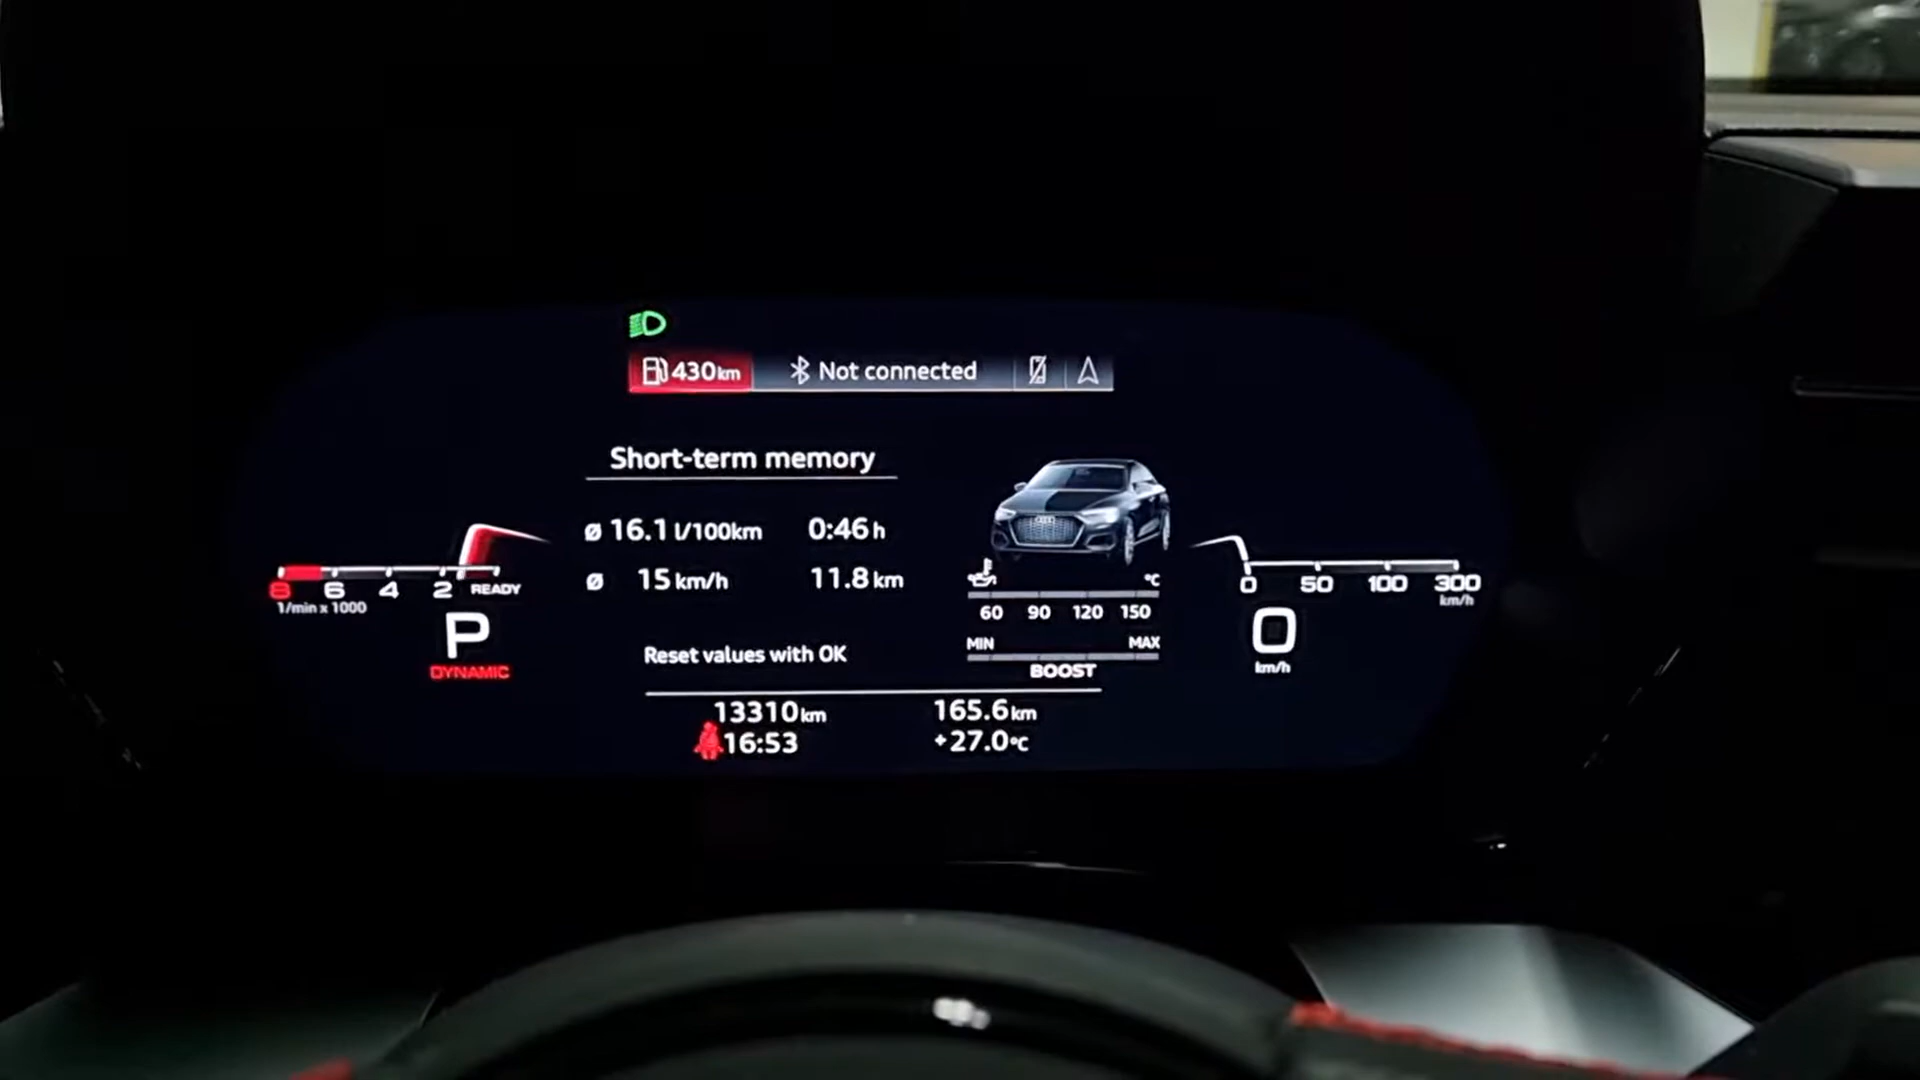 430km
Not connected
Short-term memory
ø 16.1 l/100km 0:46 h
ø 15 km/h 11.8 km
Reset values with OK
8 6 4 2 READY
1/min x 1000
P
DYNAMIC
°C
60 90 120 150
MIN MAX
BOOST
0 50 100 300
km/h
0
km/h
13310km 165.6km
16:53 +27.0°C